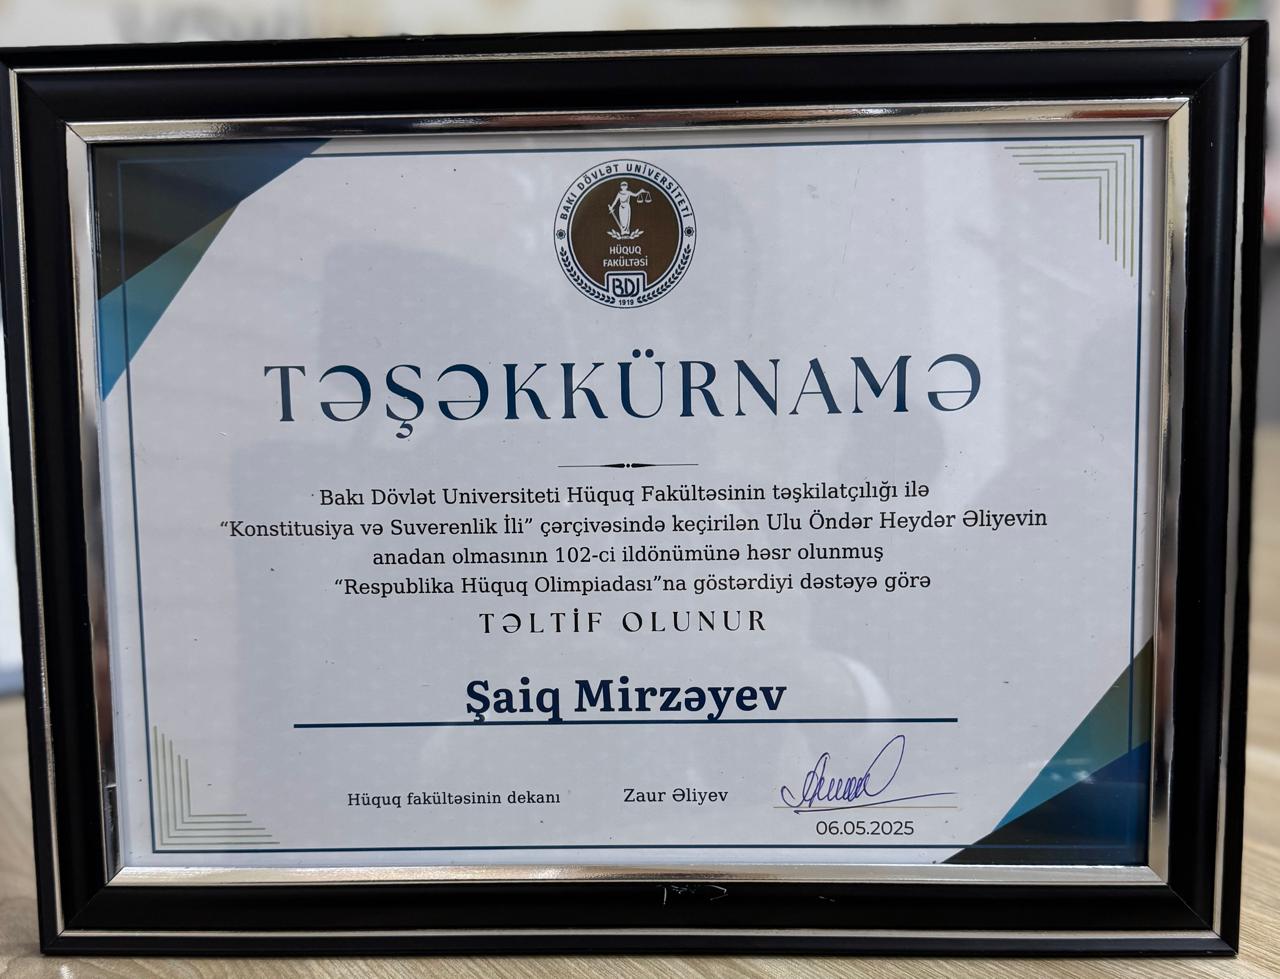 BAKI DÖVLƏT UNİVERSİTETİ
HÜQUQ
FAKÜLTƏSİ
BDU
1919
TƏŞƏKKÜRNAMƏ
Bakı Dövlət Universiteti Hüquq Fakültəsinin təşkilatçılığı ilə
“Konstitusiya və Suverenlik İli” çərçivəsində keçirilən Ulu Öndər Heydər Əliyevin
anadan olmasının 102-ci ildönümünə həsr olunmuş
“Respublika Hüquq Olimpiadası”na göstərdiyi dəstəyə görə
TƏLTİF OLUNUR
Şaiq Mirzəyev
Hüquq fakültəsinin dekanı Zaur Əliyev
06.05.2025